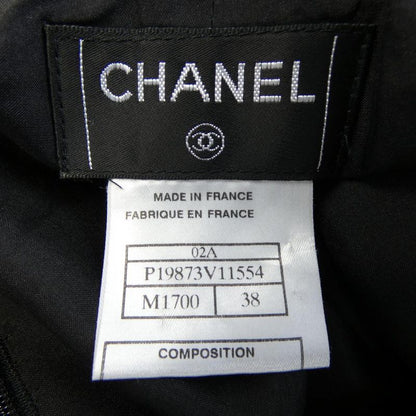 CHANEL
MADE IN FRANCE
FABRIQUE EN FRANCE
02A
P19873V11554
M1700 38
COMPOSITION